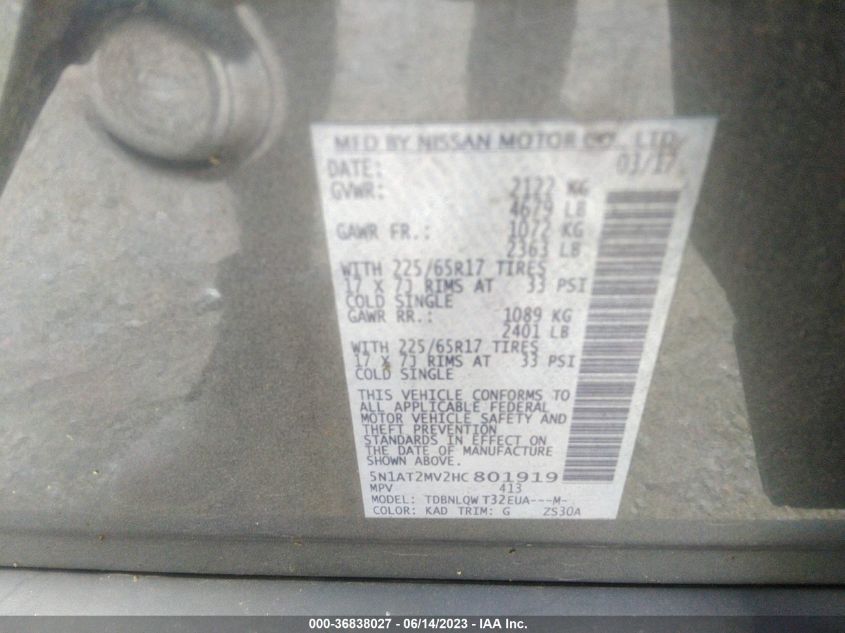 MFD BY NISSAN MOTOR CO., LTD.
DATE: 03/17
GVWR: 2122 KG
4679 LB
GAWR FR.: 1072 KG
2363 LB
WITH 225/65R17 TIRES
17 X 7J RIMS AT 33 PSI
COLD SINGLE
GAWR RR.: 1089 KG
2401 LB
WITH 225/65R17 TIRES
17 X 7J RIMS AT 33 PSI
COLD SINGLE
THIS VEHICLE CONFORMS TO
ALL APPLICABLE FEDERAL
MOTOR VEHICLE SAFETY AND
THEFT PREVENTION
STANDARDS IN EFFECT ON
THE DATE OF MANUFACTURE
SHOWN ABOVE.
5N1AT2MV2HC801919
MPV 413
MODEL: TDBNLQW T32EUA---M-
COLOR: KAD TRIM: G ZS30A
000-36838027 - 06/14/2023 - IAA Inc.